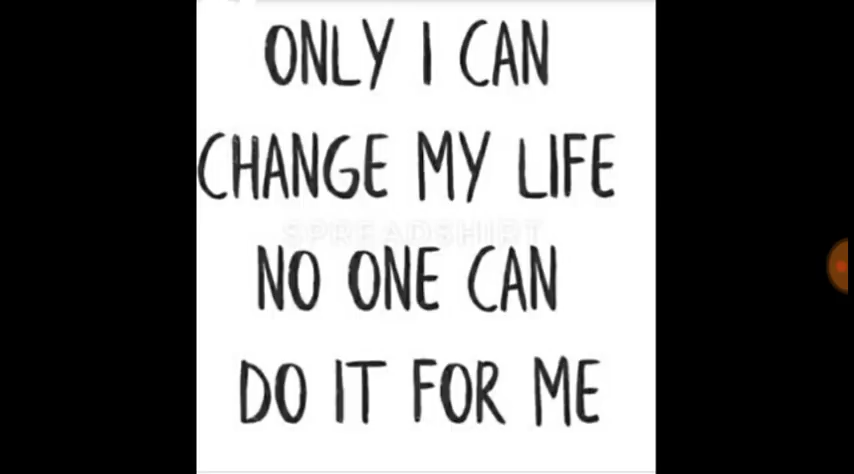 ONLY I CAN
CHANGE MY LIFE
SPREADSHIRT
NO ONE CAN
DO IT FOR ME